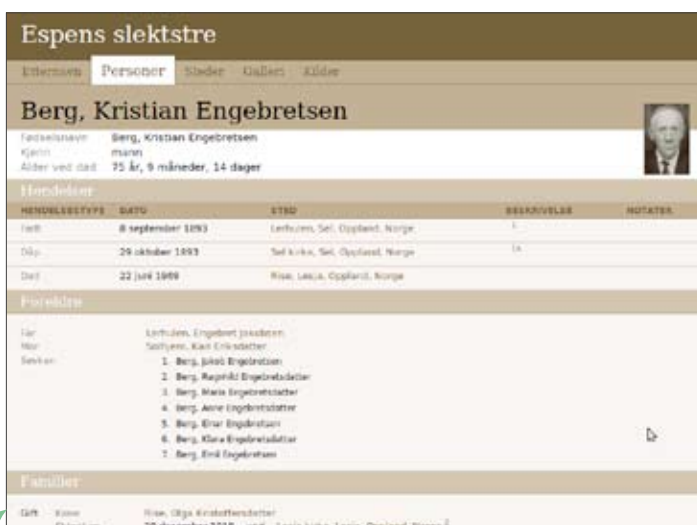 Espens slektstre
Etternavn Personer Steder Galleri Kilder
Berg, Kristian Engebretsen
Fødselsnavn Berg, Kristian Engebretsen
Kjønn mann
Alder ved død 75 år, 9 måneder, 14 dager
Hendelser
HENDELSESTYPE DATO STED BESKRIVELSE NOTATER
Født 8 september 1893 Lerhulen, Sel, Oppland, Norge
Dåp 29 oktober 1893 Sel kirke, Sel, Oppland, Norge
Død 22 juni 1969 Rise, Lesja, Oppland, Norge
Foreldre
Far Lerhulen, Engebret Jakobsen
Mor Kari Eriksdatter
Søsken 1. Berg, Jakob Engebretsen
2. Berg, Ragnhild Engebretsdatter
3. Berg, Maria Engebretsdatter
4. Berg, Anne Engebretsdatter
5. Berg, Einar Engebretsen
6. Berg, Klara Engebretsdatter
7. Berg, Emil Engebretsen
Familier
Gift Kone Rise, Olga Kristoffersdatter